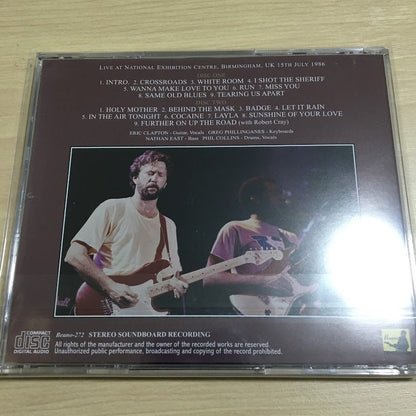 LIVE AT NATIONAL EXHIBITION CENTRE, BIRMINGHAM, UK 15TH JULY 1986
DISC ONE
1. INTRO. 2. CROSSROADS 3. WHITE ROOM 4. I SHOT THE SHERIFF
5. WANNA MAKE LOVE TO YOU 6. RUN 7. MISS YOU
8. SAME OLD BLUES 9. TEARING US APART
DISC TWO
1. HOLY MOTHER 2. BEHIND THE MASK 3. BADGE 4. LET IT RAIN
5. IN THE AIR TONIGHT 6. COCAINE 7. LAYLA 8. SUNSHINE OF YOUR LOVE
9. FURTHER ON UP THE ROAD (with Robert Cray)
ERIC CLAPTON - Guitar, Vocals GREG PHILLINGANES - Keyboards
NATHAN EAST - Bass PHIL COLLINS - Drums, Vocals
COMPACT
disc
DIGITAL AUDIO
Beano-272 STEREO SOUNDBOARD RECORDING
All rights of the manufacturer and the owner of the recorded works are reserved.
Unauthorized public performance, broadcasting and copying of the record prohibited.